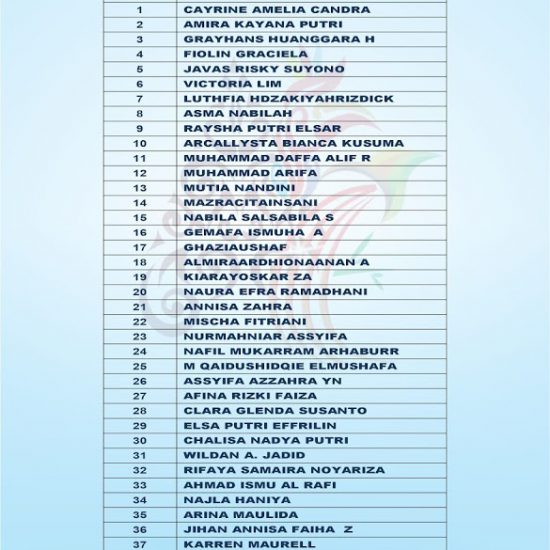 1 CAYRINE AMELIA CANDRA
2 AMIRA KAYANA PUTRI
3 GRAYHANS HUANGGARA H
4 FIOLIN GRACIELA
5 JAVAS RISKY SUYONO
6 VICTORIA LIM
7 LUTHFIA HDZAKIYAHRIZDICK
8 ASMA NABILAH
9 RAYSHA PUTRI ELSAR
10 ARCALLYSTA BIANCA KUSUMA
11 MUHAMMAD DAFFA ALIF R
12 MUHAMMAD ARIFA
13 MUTIA NANDINI
14 MAZRACITAINSANI
15 NABILA SALSABILA S
16 GEMAFA ISMUHA A
17 GHAZIAUSHAF
18 ALMIRAARDHIONAANAN A
19 KIARAYOSKAR ZA
20 NAURA EFRA RAMADHANI
21 ANNISA ZAHRA
22 MISCHA FITRIANI
23 NURMAHNIAR ASSYIFA
24 NAFIL MUKARRAM ARHABURR
25 M QAIDUSHIDQIE ELMUSHAFA
26 ASSYIFA AZZAHRA YN
27 AFINA RIZKI FAIZA
28 CLARA GLENDA SUSANTO
29 ELSA PUTRI EFFRILIN
30 CHALISA NADYA PUTRI
31 WILDAN A. JADID
32 RIFAYA SAMAIRA NOYARIZA
33 AHMAD ISMU AL RAFI
34 NAJLA HANIYA
35 ARINA MAULIDA
36 JIHAN ANNISA FAIHA Z
37 KARREN MAURELL